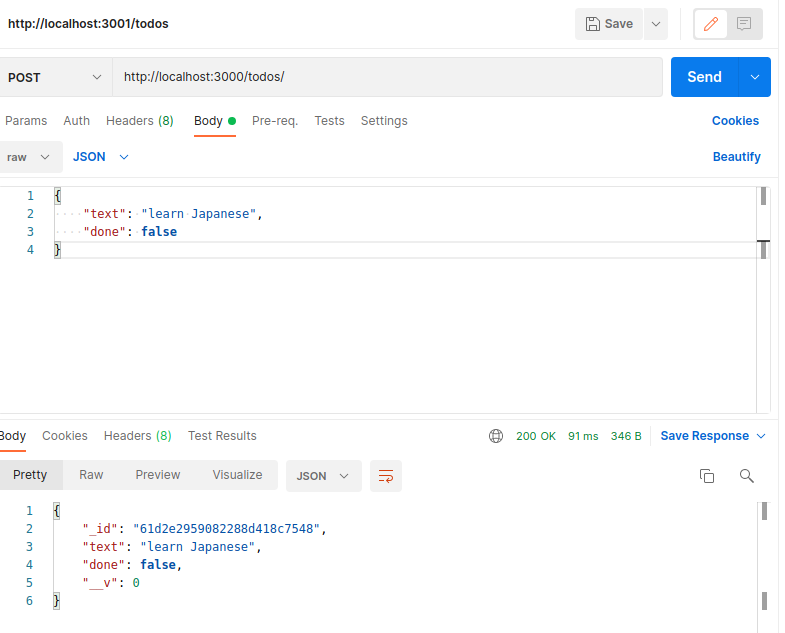 http://localhost:3001/todos Save
POST http://localhost:3000/todos/ Send
Params Auth Headers (8) Body Pre-req. Tests Settings Cookies
raw JSON Beautify
1 {
2 "text": "learn Japanese",
3 "done": false
4 }
Body Cookies Headers (8) Test Results 200 OK 91 ms 346 B Save Response
Pretty Raw Preview Visualize JSON
1 {
2 "_id": "61d2e2959082288d418c7548",
3 "text": "learn Japanese",
4 "done": false,
5 "__v": 0
6 }